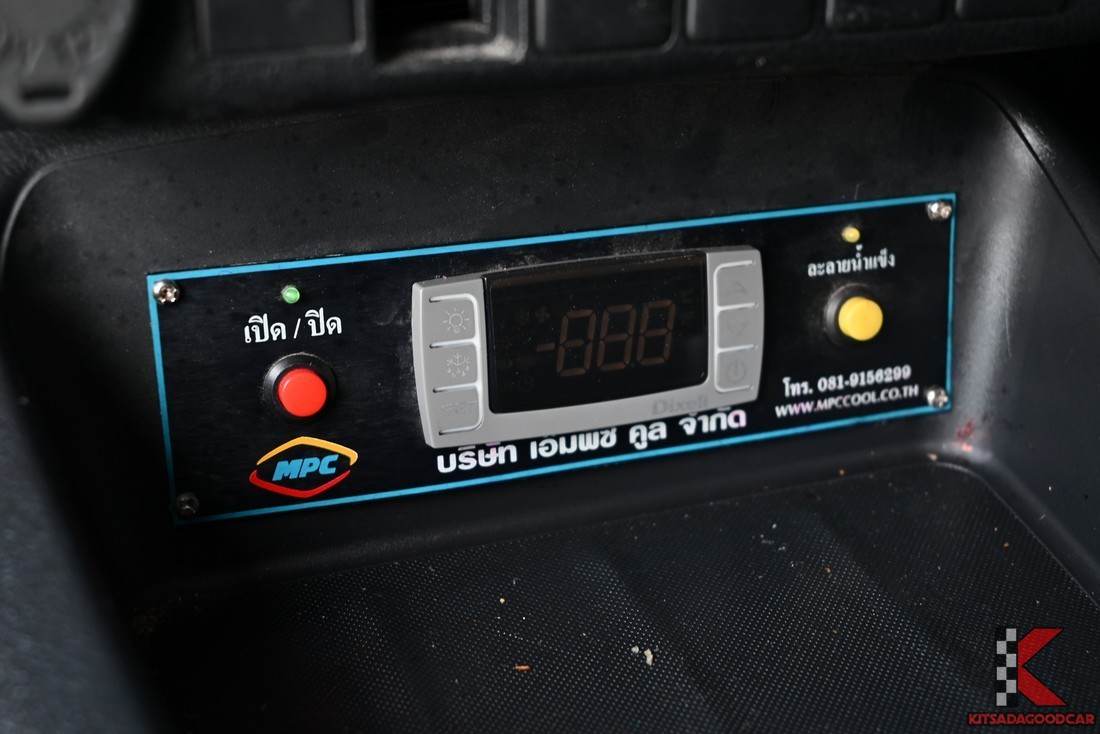 เปิด / ปิด
MPC
Dixell
บริษัท เอ็มพีซี คูล จำกัด
ละลายน้ำแข็ง
โทร. 081-9156299
WWW.MPCCOOL.CO.TH
K
KITSADAGOODCAR